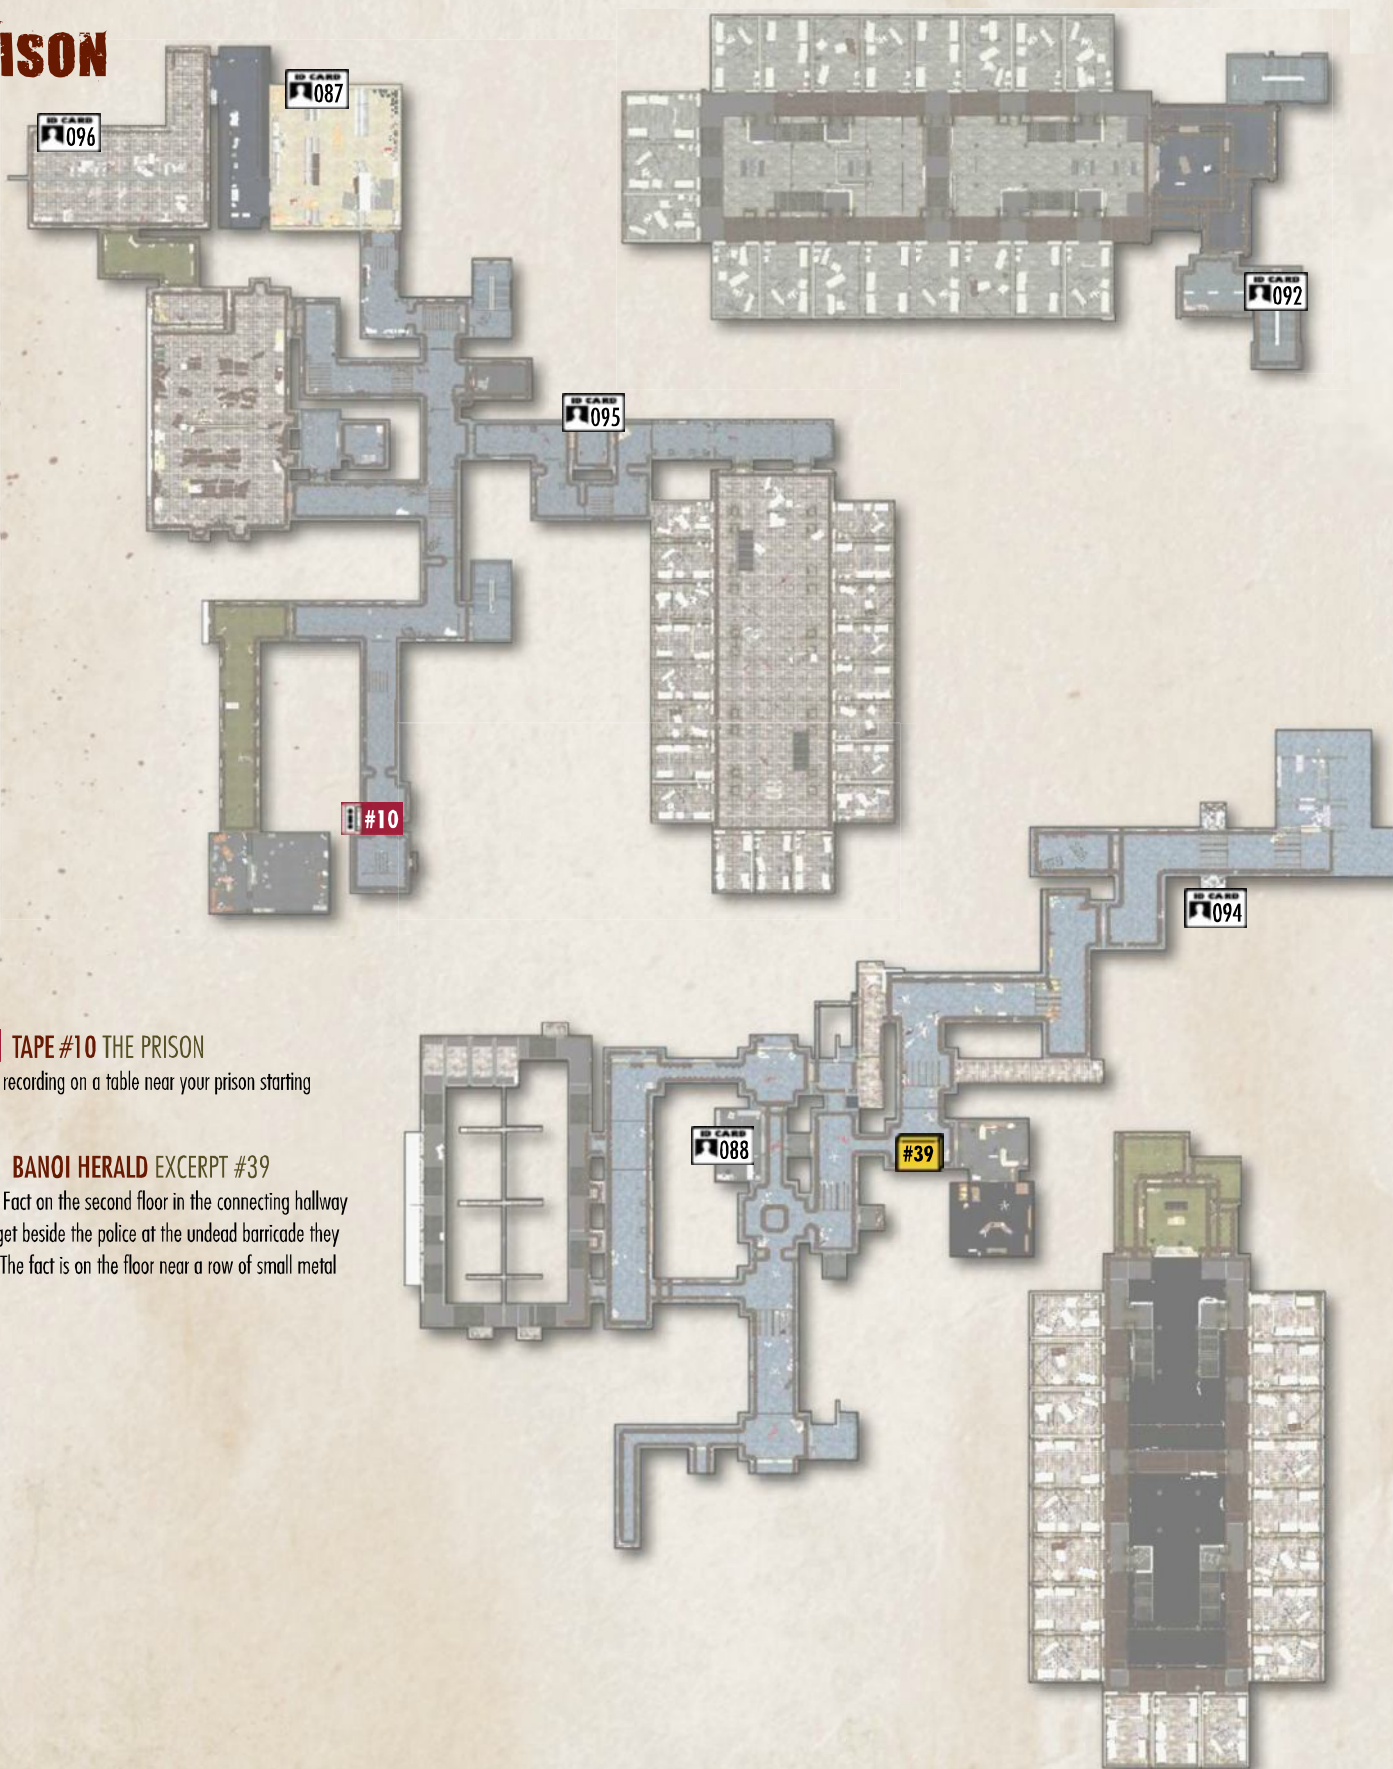 ISON
ID CARD
087
ID CARD
096
ID CARD
092
ID CARD
095
#10
ID CARD
094
TAPE #10 THE PRISON
recording on a table near your prison starting
ID CARD
088
#39
BANOI HERALD EXCERPT #39
Fact on the second floor in the connecting hallway
get beside the police at the undead barricade they
The fact is on the floor near a row of small metal